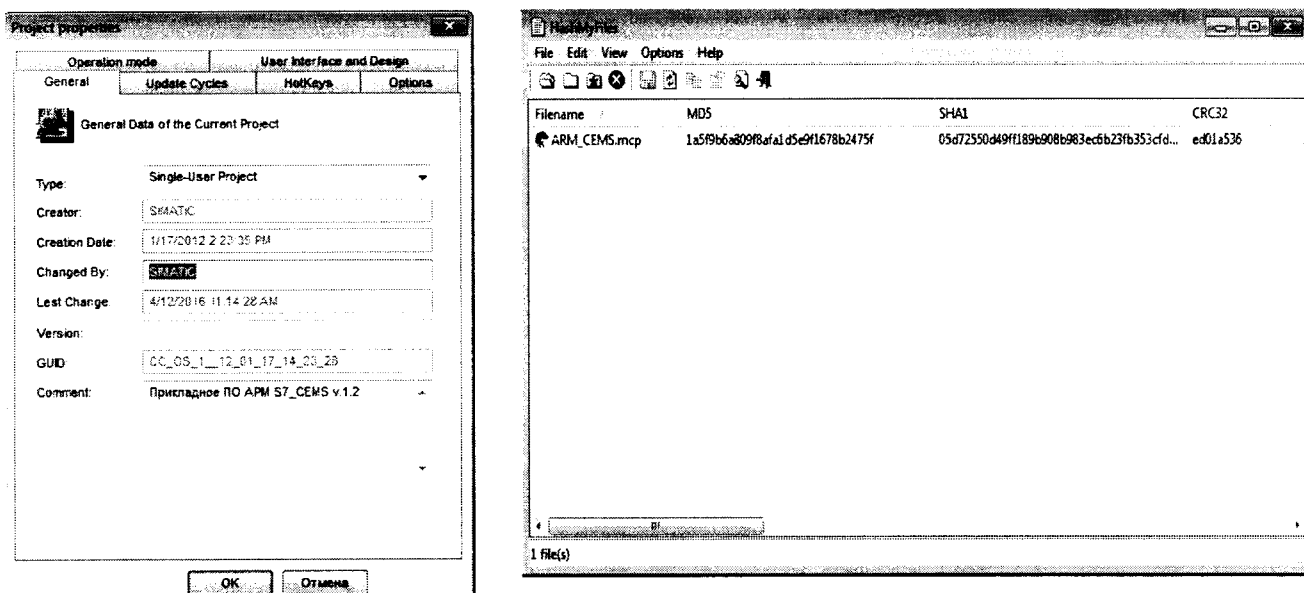 Project properties
Operation mode
User Interface and Design
General
Update Cycles
HotKeys
Options
General Data of the Current Project
Type:
Single-User Project
Creator:
SIMATIC
Creation Date:
1/17/2012 2:23:35 PM
Changed By:
SIMATIC
Last Change:
4/12/2016 11:14:28 AM
Version:
GUID:
CC_OS_1__12_01_17_14_23_28
Comment:
Прикладное ПО АРМ S7_CEMS v.1.2
OK
Отмена
HashMyFiles
File Edit View Options Help
Filename / MD5 SHA1 CRC32
ARM_CEMS.mcp 1a5f9b6a809f8afa1d5e9f1678b2475f 05d72550d49ff189b908b983ec6b23fb353cfd... ed01a536
1 file(s)